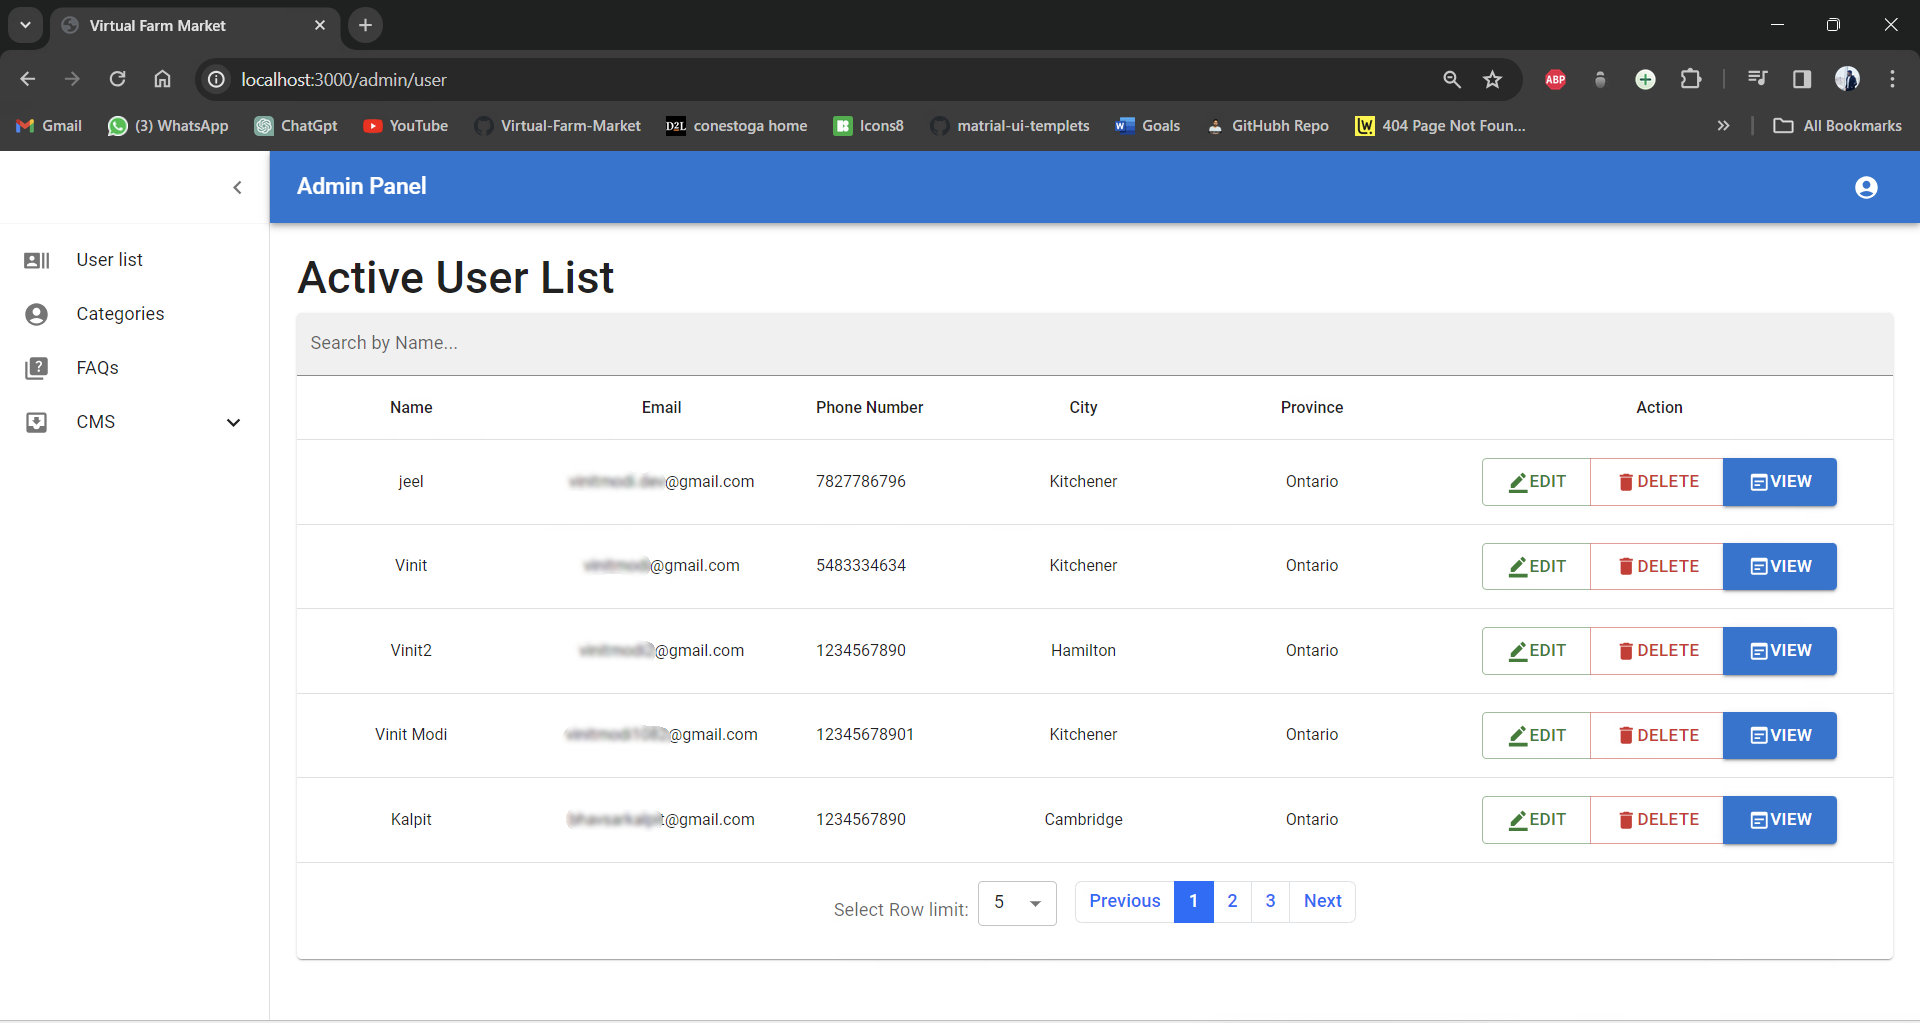 Virtual Farm Market
localhost:3000/admin/user
ABP
Gmail (3) WhatsApp ChatGpt YouTube Virtual-Farm-Market D2L conestoga home Icons8 matrial-ui-templets Goals GitHubh Repo LW 404 Page Not Foun... All Bookmarks
Admin Panel
User list
Categories
FAQs
CMS
Active User List
Search by Name...
Name Email Phone Number City Province Action
jeel @gmail.com 7827786796 Kitchener Ontario EDIT DELETE VIEW
Vinit @gmail.com 5483334634 Kitchener Ontario EDIT DELETE VIEW
Vinit2 @gmail.com 1234567890 Hamilton Ontario EDIT DELETE VIEW
Vinit Modi @gmail.com 12345678901 Kitchener Ontario EDIT DELETE VIEW
Kalpit t@gmail.com 1234567890 Cambridge Ontario EDIT DELETE VIEW
Select Row limit: 5 Previous 1 2 3 Next